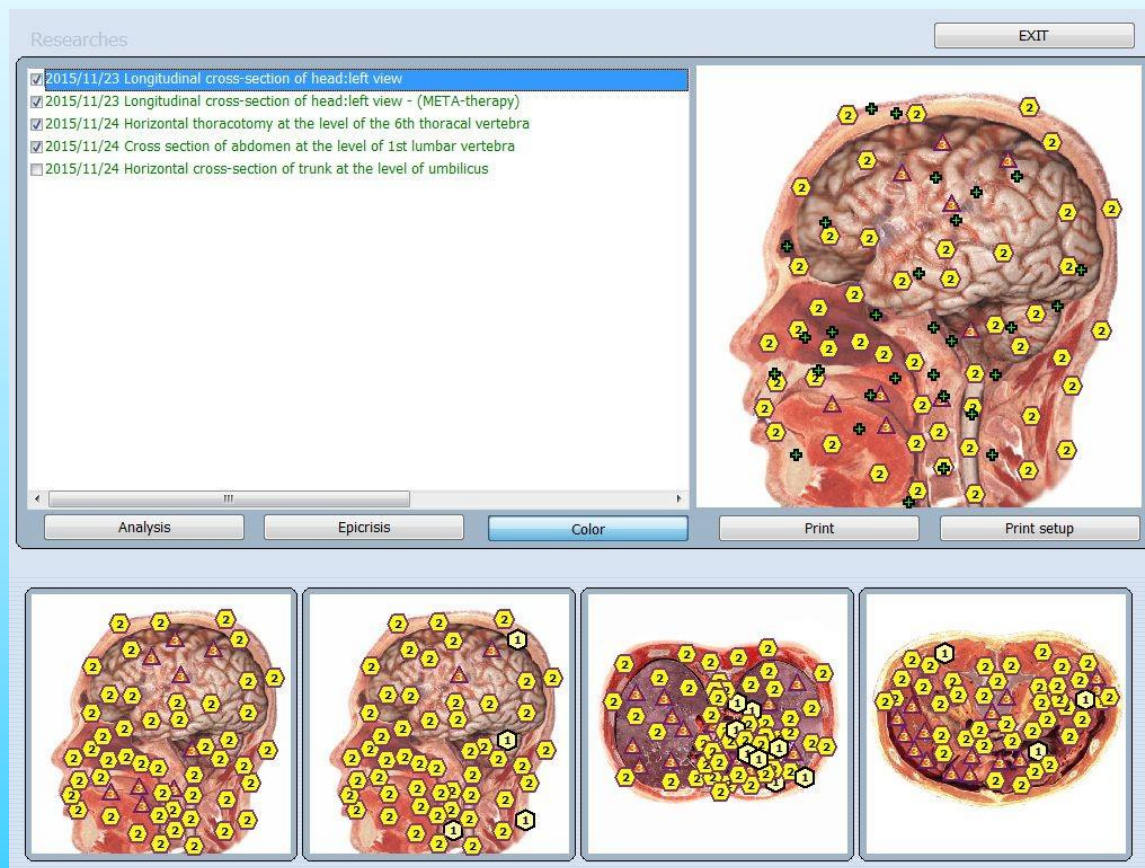 Researches
EXIT
2015/11/23 Longitudinal cross-section of head:left view
2015/11/23 Longitudinal cross-section of head:left view - (META-therapy)
2015/11/24 Horizontal thoracotomy at the level of the 6th thoracal vertebra
2015/11/24 Cross section of abdomen at the level of 1st lumbar vertebra
2015/11/24 Horizontal cross-section of trunk at the level of umbilicus
Analysis
Epicrisis
Color
Print
Print setup